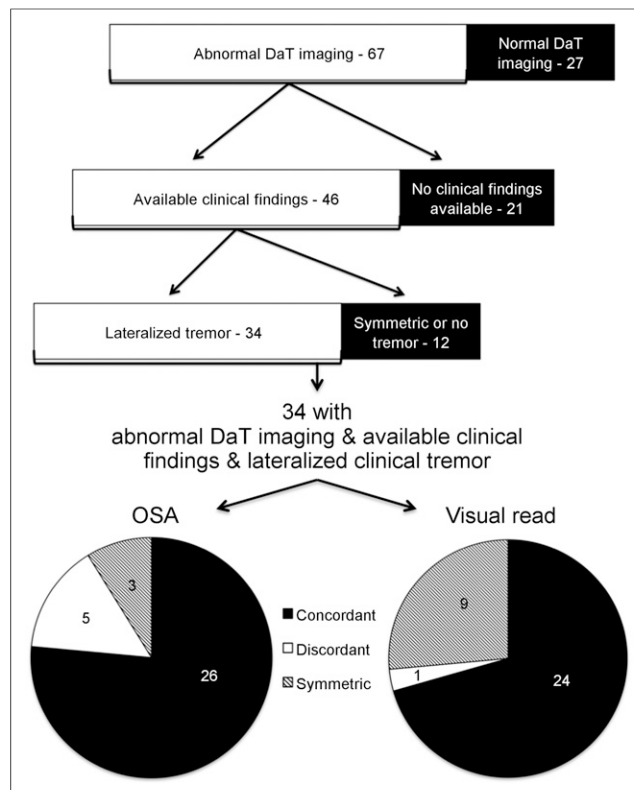 Abnormal DaT imaging - 67
Normal DaT
imaging - 27
Available clinical findings - 46
No clinical findings
available - 21
Lateralized tremor - 34
Symmetric or no
tremor - 12
34 with
abnormal DaT imaging & available clinical
findings & lateralized clinical tremor
OSA
3
5
26
Concordant
Discordant
Symmetric
Visual read
9
1
24